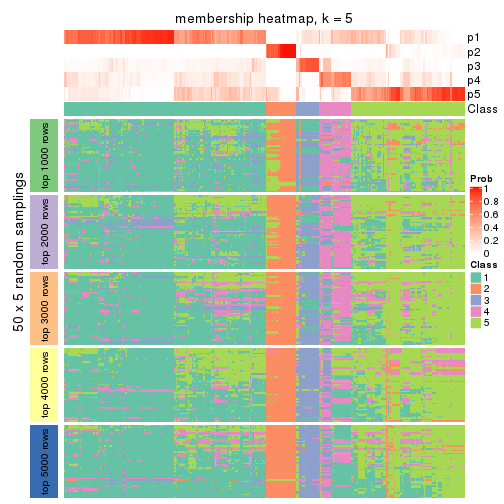 membership heatmap, k = 5
p1
p2
p3
p4
p5
Class
50 x 5 random samplings
top 1000 rows
top 2000 rows
top 3000 rows
top 4000 rows
top 5000 rows
Prob
1
0.8
0.6
0.4
0.2
0
Class
1
2
3
4
5